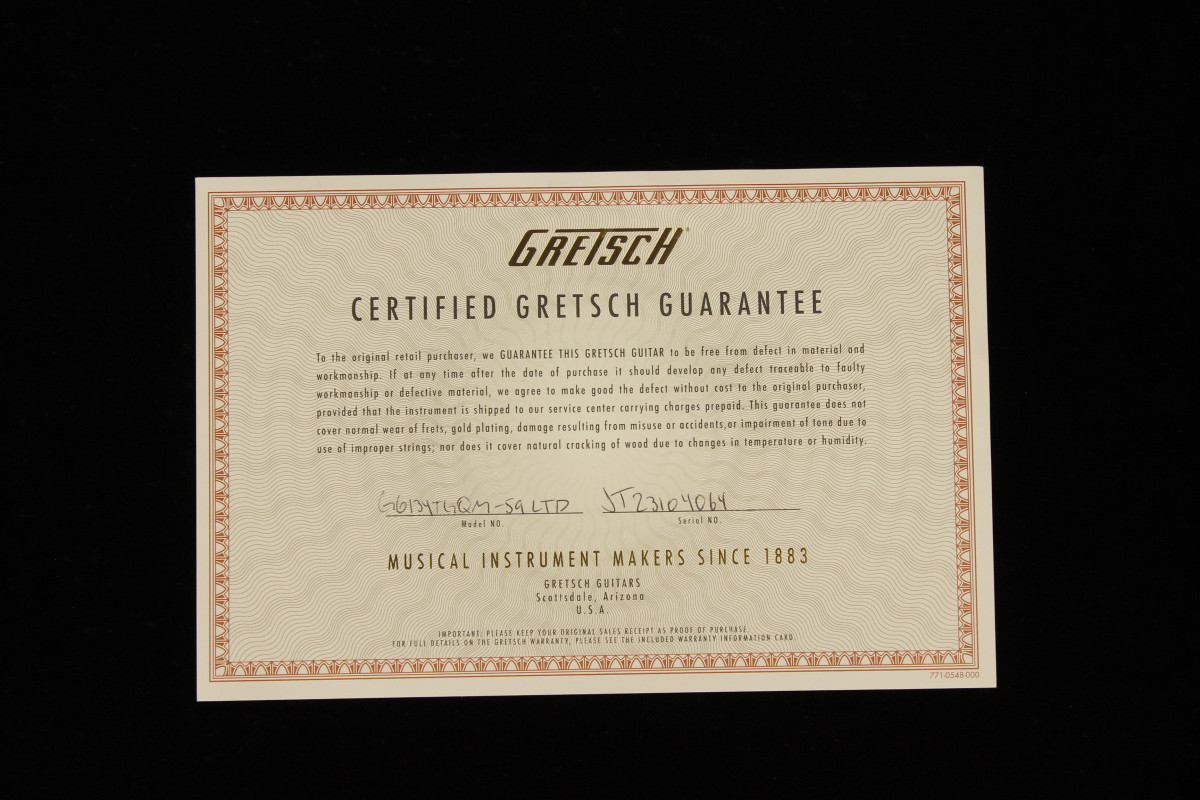 GRETSCH®
CERTIFIED GRETSCH GUARANTEE
To the original retail purchaser, we GUARANTEE THIS GRETSCH GUITAR to be free from defect in material and
workmanship. If at any time after the date of purchase it should develop any defect traceable to faulty
workmanship or defective material, we agree to make good the defect without cost to the original purchaser,
provided that the instrument is shipped to our service center carrying charges prepaid. This guarantee does not
cover normal wear of frets, gold plating, damage resulting from misuse or accidents,or impairment of tone due to
use of improper strings; nor does it cover natural cracking of wood due to changes in temperature or humidity.
G6134TGQM-59 LTD JT23104064
Model NO. Serial NO.
MUSICAL INSTRUMENT MAKERS SINCE 1883
GRETSCH GUITARS
Scottsdale, Arizona
U.S.A.
IMPORTANT: PLEASE KEEP YOUR ORIGINAL SALES RECEIPT AS PROOF OF PURCHASE.
FOR FULL DETAILS ON THE GRETSCH WARRANTY, PLEASE SEE THE INCLUDED WARRANTY INFORMATION CARD.
771-0548-000